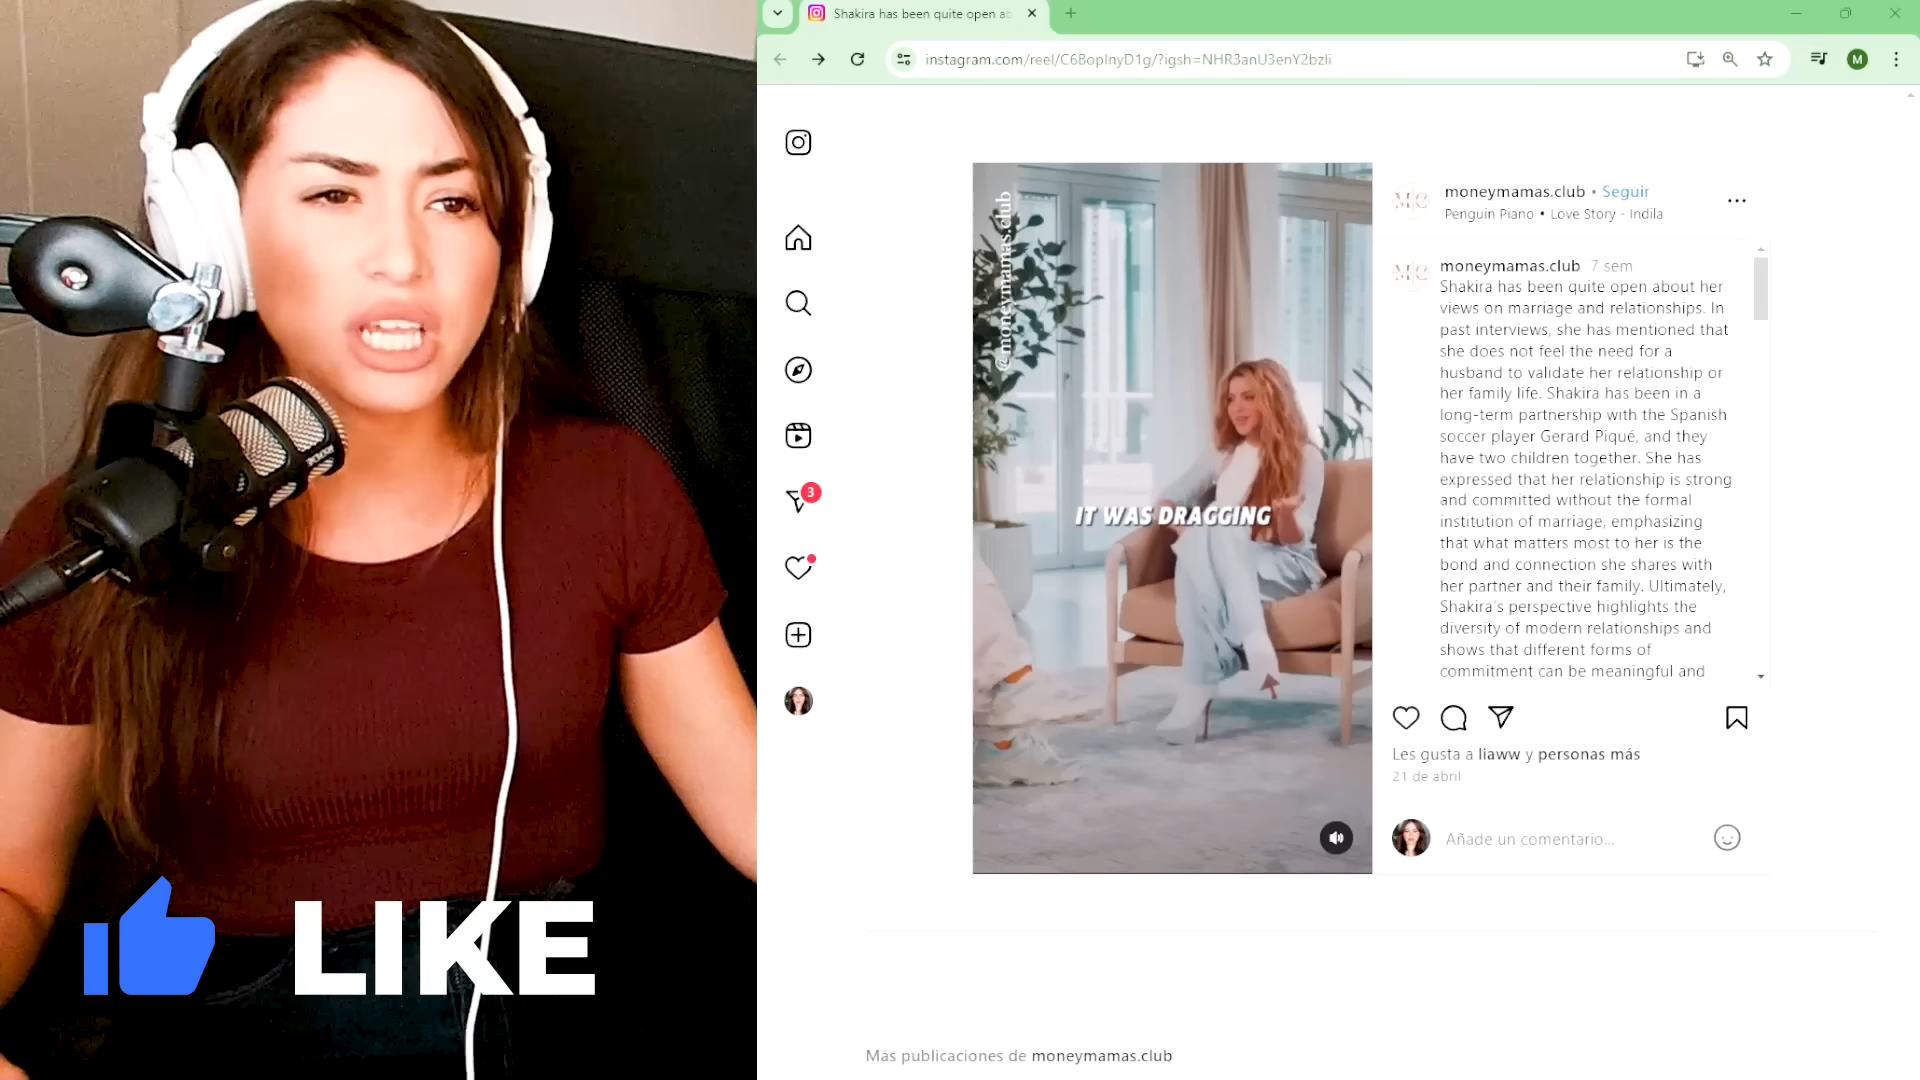 LIKE
Shakira has been quite open ab
instagram.com/reel/C6BopInyD1g/?igsh=NHR3anU3enY2bzli
M
3
@moneymamas.club
IT WAS DRAGGING
M|C
moneymamas.club • Seguir
Penguin Piano • Love Story - Indila
M|C
moneymamas.club 7 sem
Shakira has been quite open about her
views on marriage and relationships. In
past interviews, she has mentioned that
she does not feel the need for a
husband to validate her relationship or
her family life. Shakira has been in a
long-term partnership with the Spanish
soccer player Gerard Piqué, and they
have two children together. She has
expressed that her relationship is strong
and committed without the formal
institution of marriage, emphasizing
that what matters most to her is the
bond and connection she shares with
her partner and their family. Ultimately,
Shakira's perspective highlights the
diversity of modern relationships and
shows that different forms of
commitment can be meaningful and
Les gusta a liaww y personas más
21 de abril
Añade un comentario...
Más publicaciones de moneymamas.club